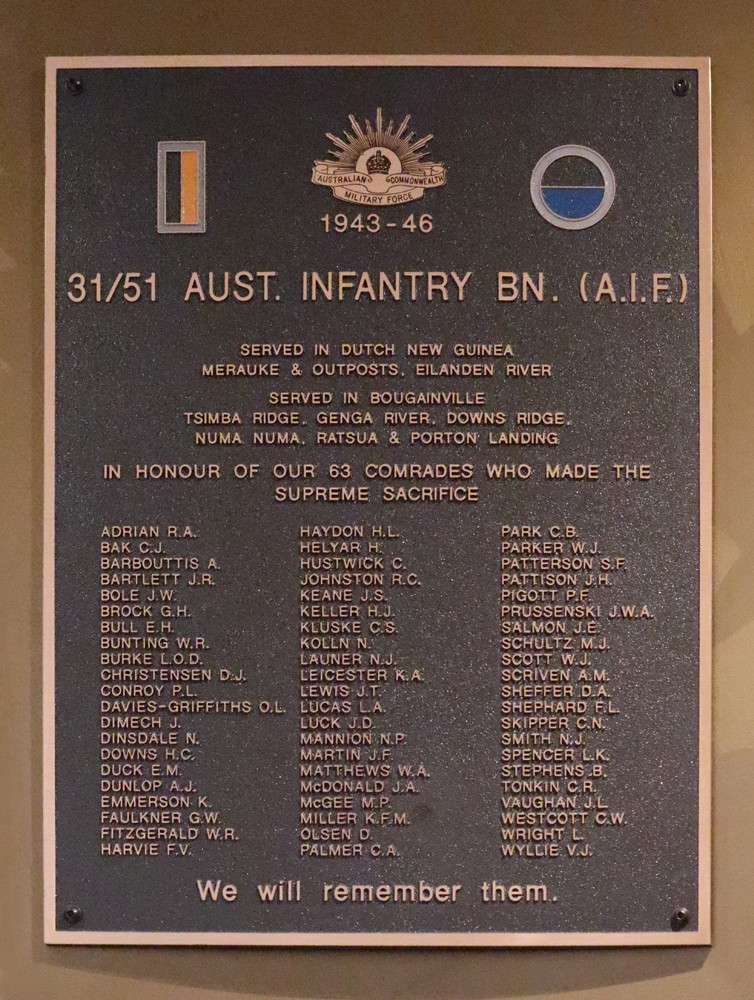 AUSTRALIAN COMMONWEALTH
MILITARY FORCE
1943-46
31/51 AUST. INFANTRY BN. (A.I.F.)
SERVED IN DUTCH NEW GUINEA
MERAUKE & OUTPOSTS, EILANDEN RIVER
SERVED IN BOUGAINVILLE
TSIMBA RIDGE, GENGA RIVER, DOWNS RIDGE,
NUMA NUMA, RATSUA & PORTON LANDING
IN HONOUR OF OUR 63 COMRADES WHO MADE THE
SUPREME SACRIFICE
ADRIAN R.A.
BAK C.J.
BARBOUTTIS A.
BARTLETT J.R.
BOLE J.W.
BROCK G.H.
BULL E.H.
BUNTING W.R.
BURKE L.O.D.
CHRISTENSEN D.J.
CONROY P.L.
DAVIES-GRIFFITHS O.L.
DIMECH J.
DINSDALE N.
DOWNS H.C.
DUCK E.M.
DUNLOP A.J.
EMMERSON K.
FAULKNER G.W.
FITZGERALD W.R.
HARVIE F.V.
HAYDON H.L.
HELYAR H.
HUSTWICK C.
JOHNSTON R.C.
KEANE J.S.
KELLER H.J.
KLUSKE C.S.
KOLLN N.
LAUNER N.J.
LEICESTER K.A.
LEWIS J.T.
LUCAS L.A.
LUCK J.D.
MANNION N.P.
MARTIN J.F.
MATTHEWS W.A.
McDONALD J.A.
McGEE M.P.
MILLER K.F.M.
OLSEN D.
PALMER C.A.
PARK C.B.
PARKER W.J.
PATTERSON S.F.
PATTISON J.H.
PIGOTT P.F.
PRUSSENSKI J.W.A.
SALMON J.E.
SCHULTZ M.J.
SCOTT W.J.
SCRIVEN A.M.
SHEFFER D.A.
SHEPHARD F.L.
SKIPPER C.N.
SMITH N.J.
SPENCER L.K.
STEPHENS B.
TONKIN C.R.
VAUGHAN J.L.
WESTCOTT C.W.
WRIGHT L.
WYLLIE V.J.
We will remember them.